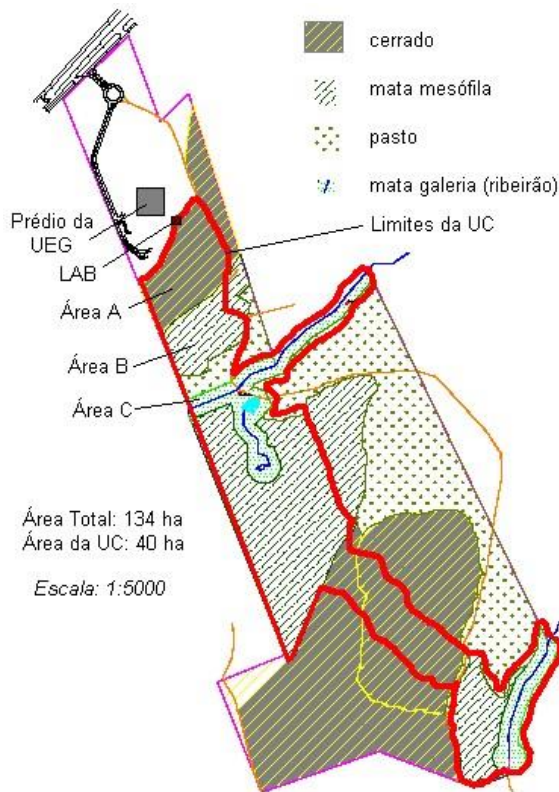 cerrado
mata mesófila
pasto
mata galeria (ribeirão)
Prédio da
UEG
Limites da UC
LAB
Área A
Área B
Área C
Área Total: 134 ha
Área da UC: 40 ha
Escala: 1:5000